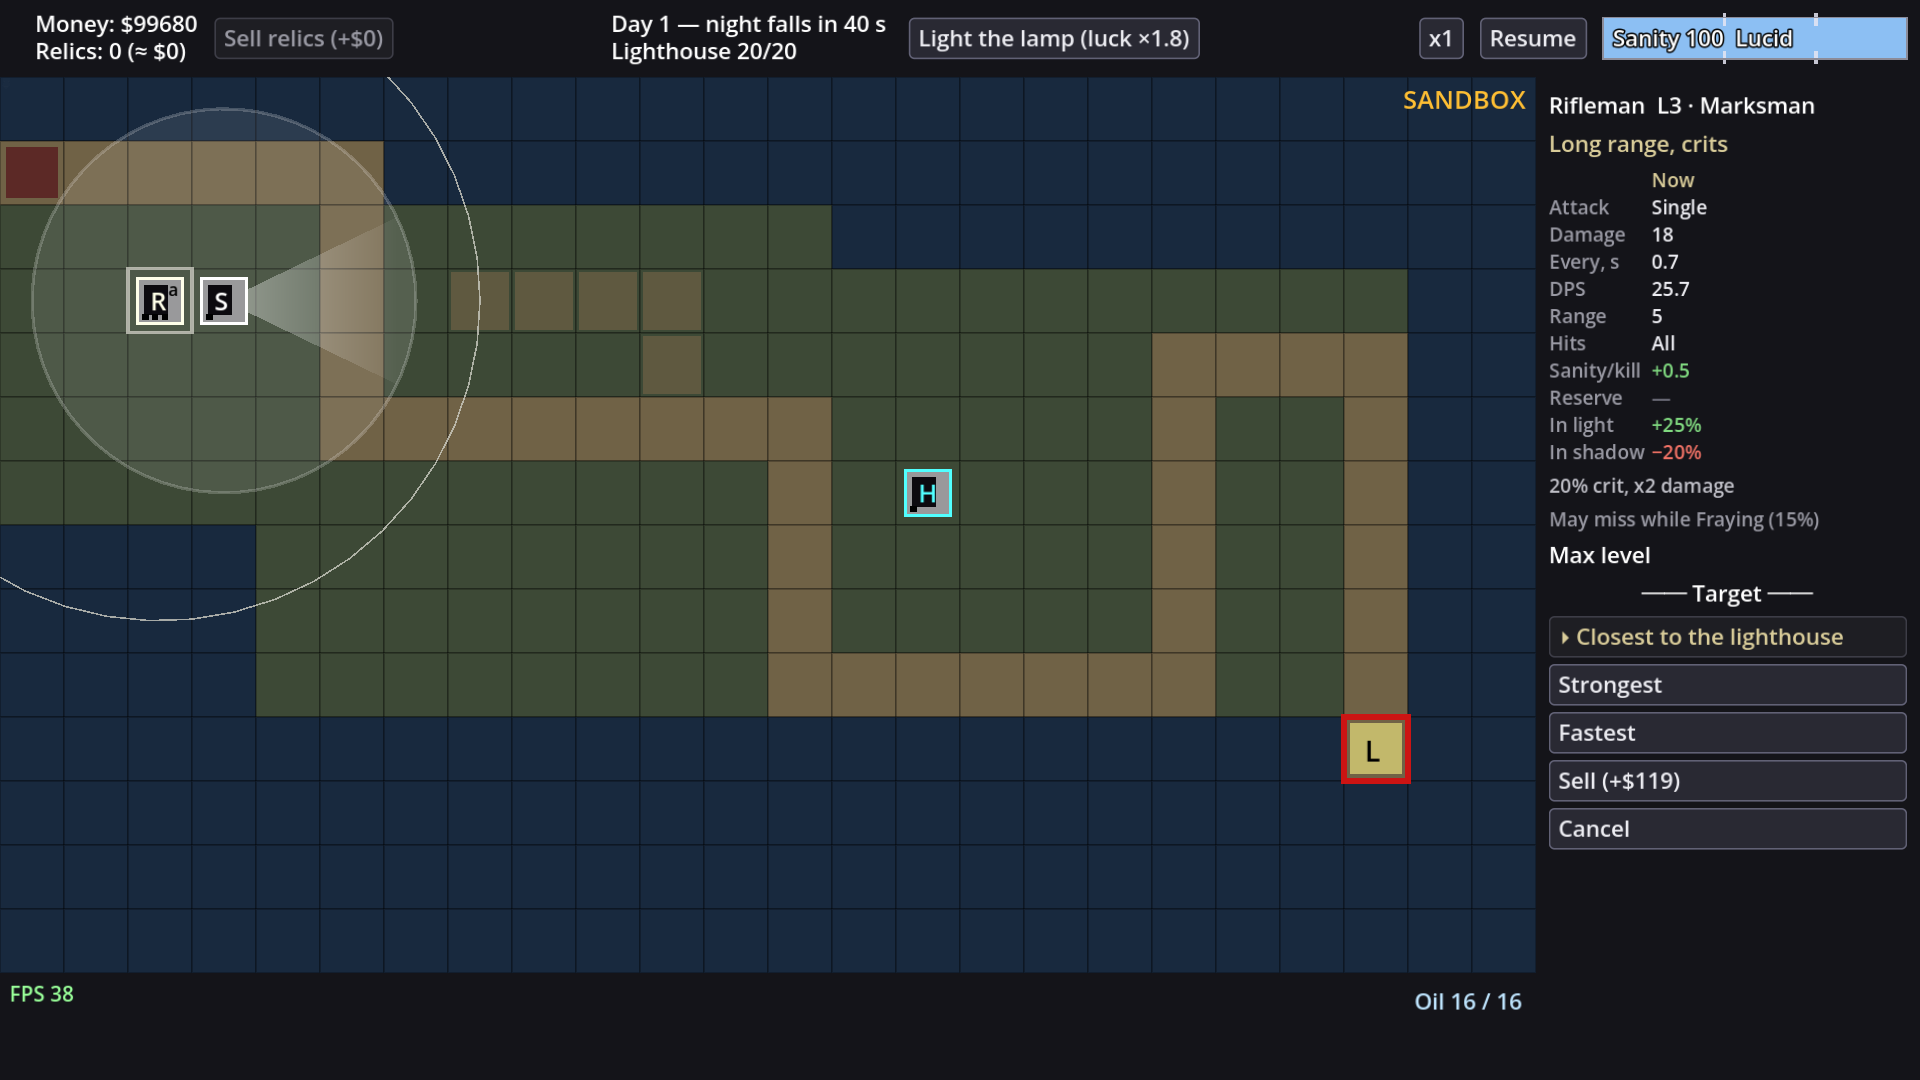 Money: $99680
Relics: 0 (≈ $0)
Sell relics (+$0)
Day 1 — night falls in 40 s
Lighthouse 20/20
Light the lamp (luck ×1.8)
x1
Resume
Sanity 100 Lucid
SANDBOX
R a
S
H
L
Rifleman L3 · Marksman
Long range, crits
Now
Attack Single
Damage 18
Every, s 0.7
DPS 25.7
Range 5
Hits All
Sanity/kill +0.5
Reserve —
In light +25%
In shadow −20%
20% crit, x2 damage
May miss while Fraying (15%)
Max level
Target
Closest to the lighthouse
Strongest
Fastest
Sell (+$119)
Cancel
FPS 38
Oil 16 / 16